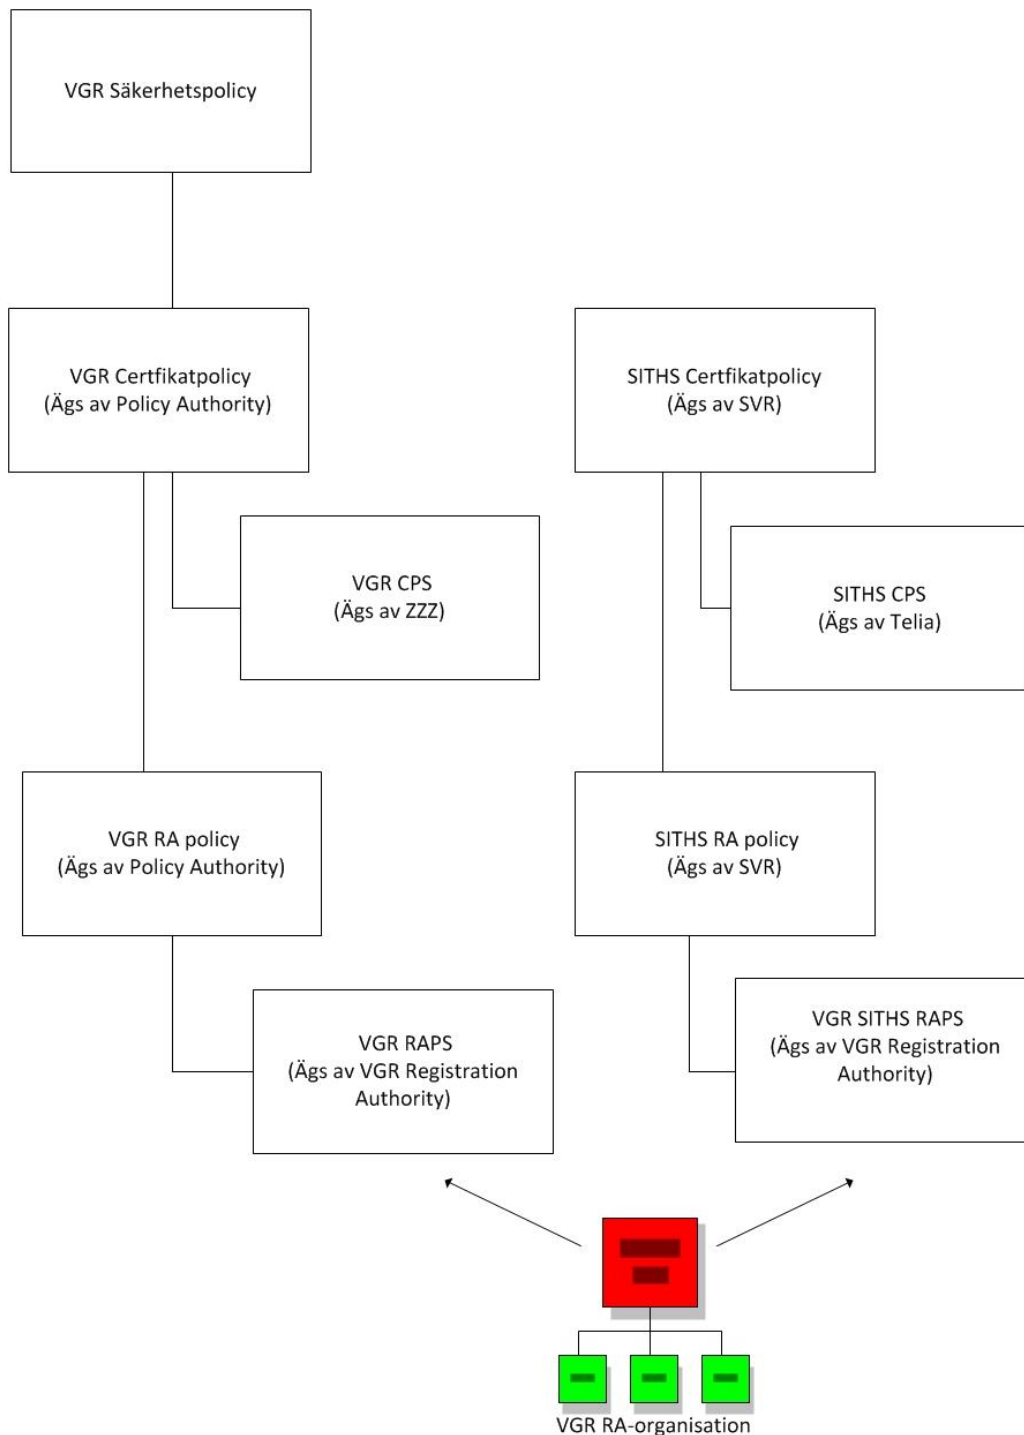 VGR Säkerhetspolicy
VGR Certfikatpolicy
(Ägs av Policy Authority)
SITHS Certfikatpolicy
(Ägs av SVR)
VGR CPS
(Ägs av ZZZ)
SITHS CPS
(Ägs av Telia)
VGR RA policy
(Ägs av Policy Authority)
SITHS RA policy
(Ägs av SVR)
VGR RAPS
(Ägs av VGR Registration
Authority)
VGR SITHS RAPS
(Ägs av VGR Registration
Authority)
VGR RA-organisation